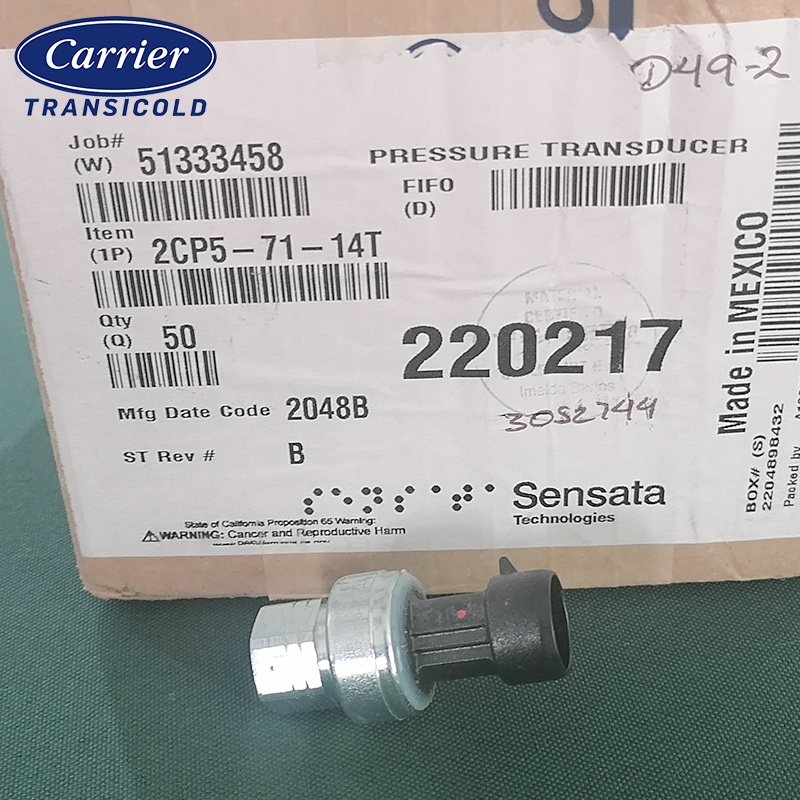 Carrier
TRANSICOLD
D49-2
Job#
(W) 51333458
PRESSURE TRANSDUCER
FIFO
(D)
Item
(1P) 2CP5-71-14T
Qty
(Q) 50
220217
Imelda
3052744
Mfg Date Code 2048B
ST Rev # B
Sensata
Technologies
State of California Proposition 65 Warning:
WARNING: Cancer and Reproductive Harm
Made in MEXICO
BOX# (S)
2204898432
Packed by